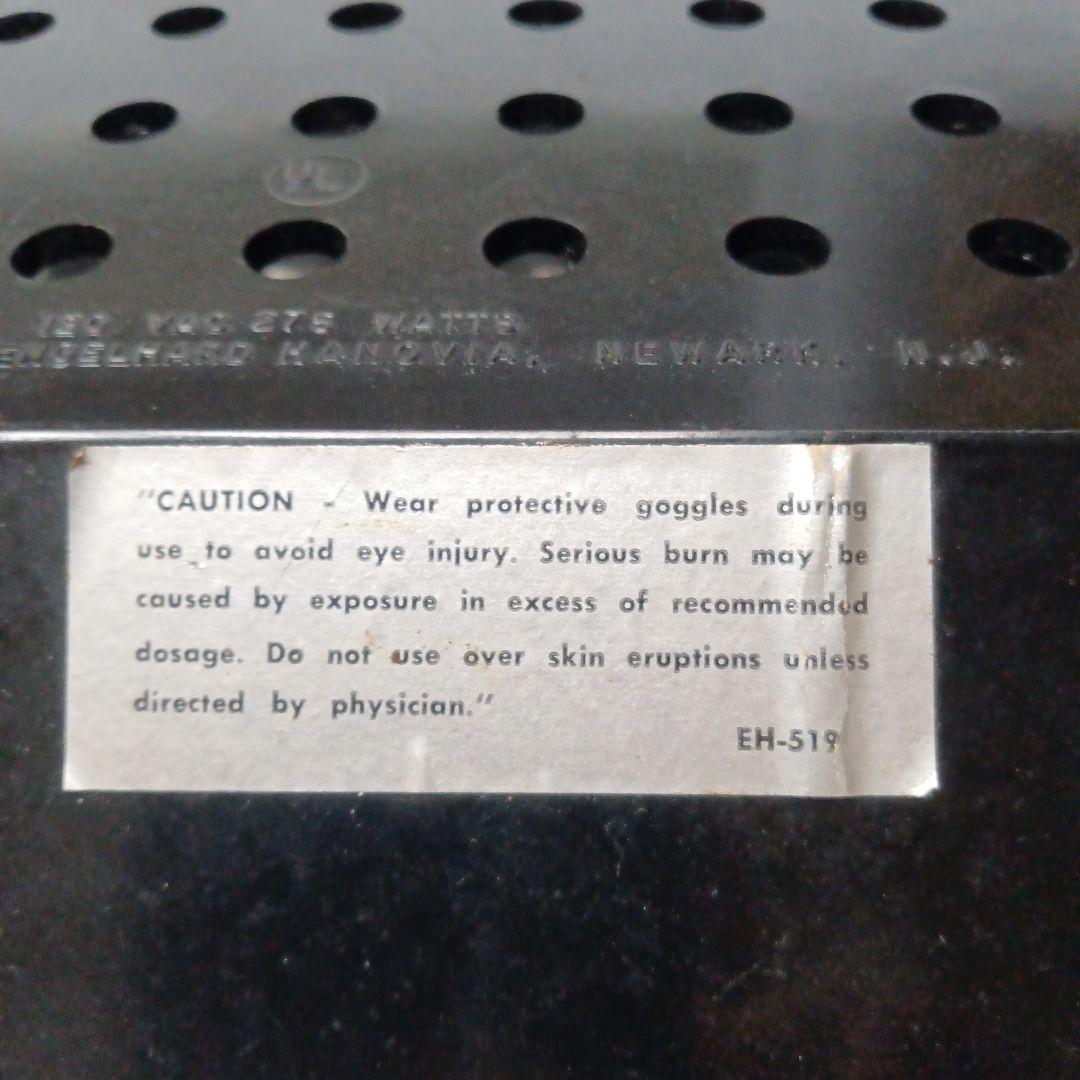 UL
VAC 275 WATTS
ENGELHARD HANOVIA, NEWARK, N.J.
"CAUTION - Wear protective goggles during
use to avoid eye injury. Serious burn may be
caused by exposure in excess of recommended
dosage. Do not use over skin eruptions unless
directed by physician."
EH-519